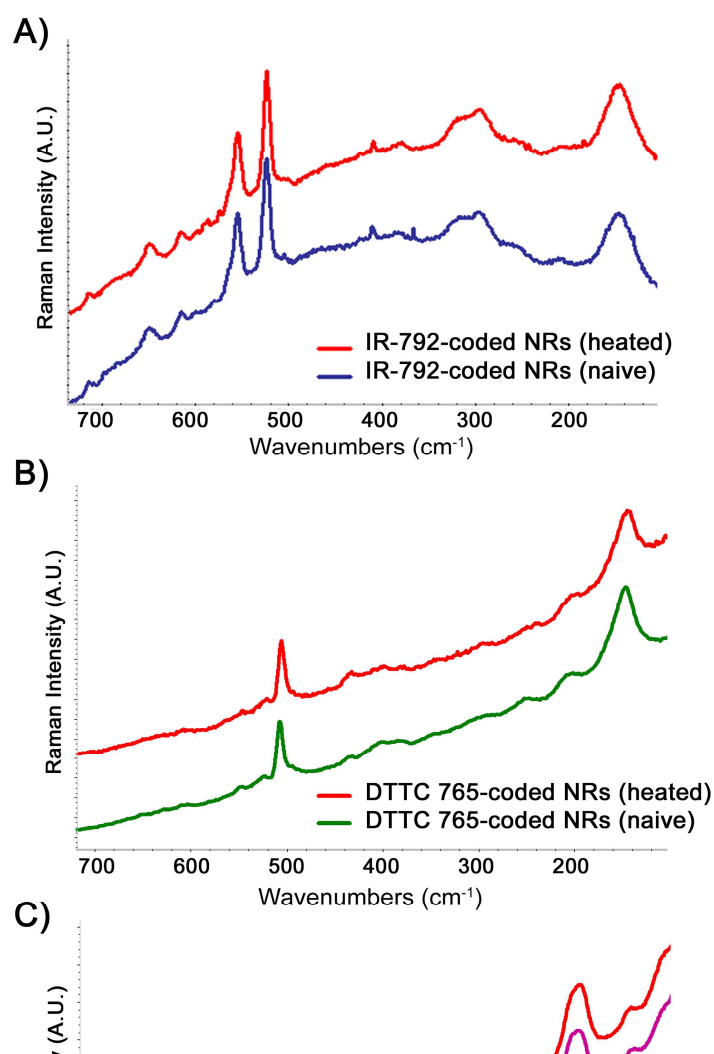 A)
Raman Intensity (A.U.)
IR-792-coded NRs (heated)
IR-792-coded NRs (naive)
700 600 500 400 300 200
Wavenumbers (cm⁻¹)
B)
Raman Intensity (A.U.)
DTTC 765-coded NRs (heated)
DTTC 765-coded NRs (naive)
700 600 500 400 300 200
Wavenumbers (cm⁻¹)
C)
(A.U.)